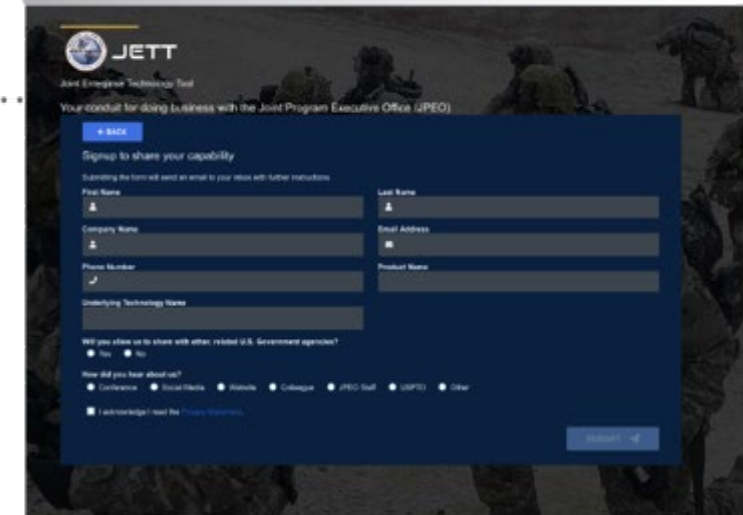 JETT
Joint Enterprise Technology Tool
Your conduit for doing business with the Joint Program Executive Office (JPEO)
BACK
Signup to share your capability
Submitting the form will send an email to your inbox with further instructions.
First Name Last Name
Company Name Email Address
Phone Number Product Name
Underlying Technology Name
Will you allow us to share with other, related U.S. Government agencies?
Yes No
How did you hear about us?
Conference Social Media Website Colleague JPEO Staff USPTO Other
I acknowledge I read the Privacy Statement.
SUBMIT